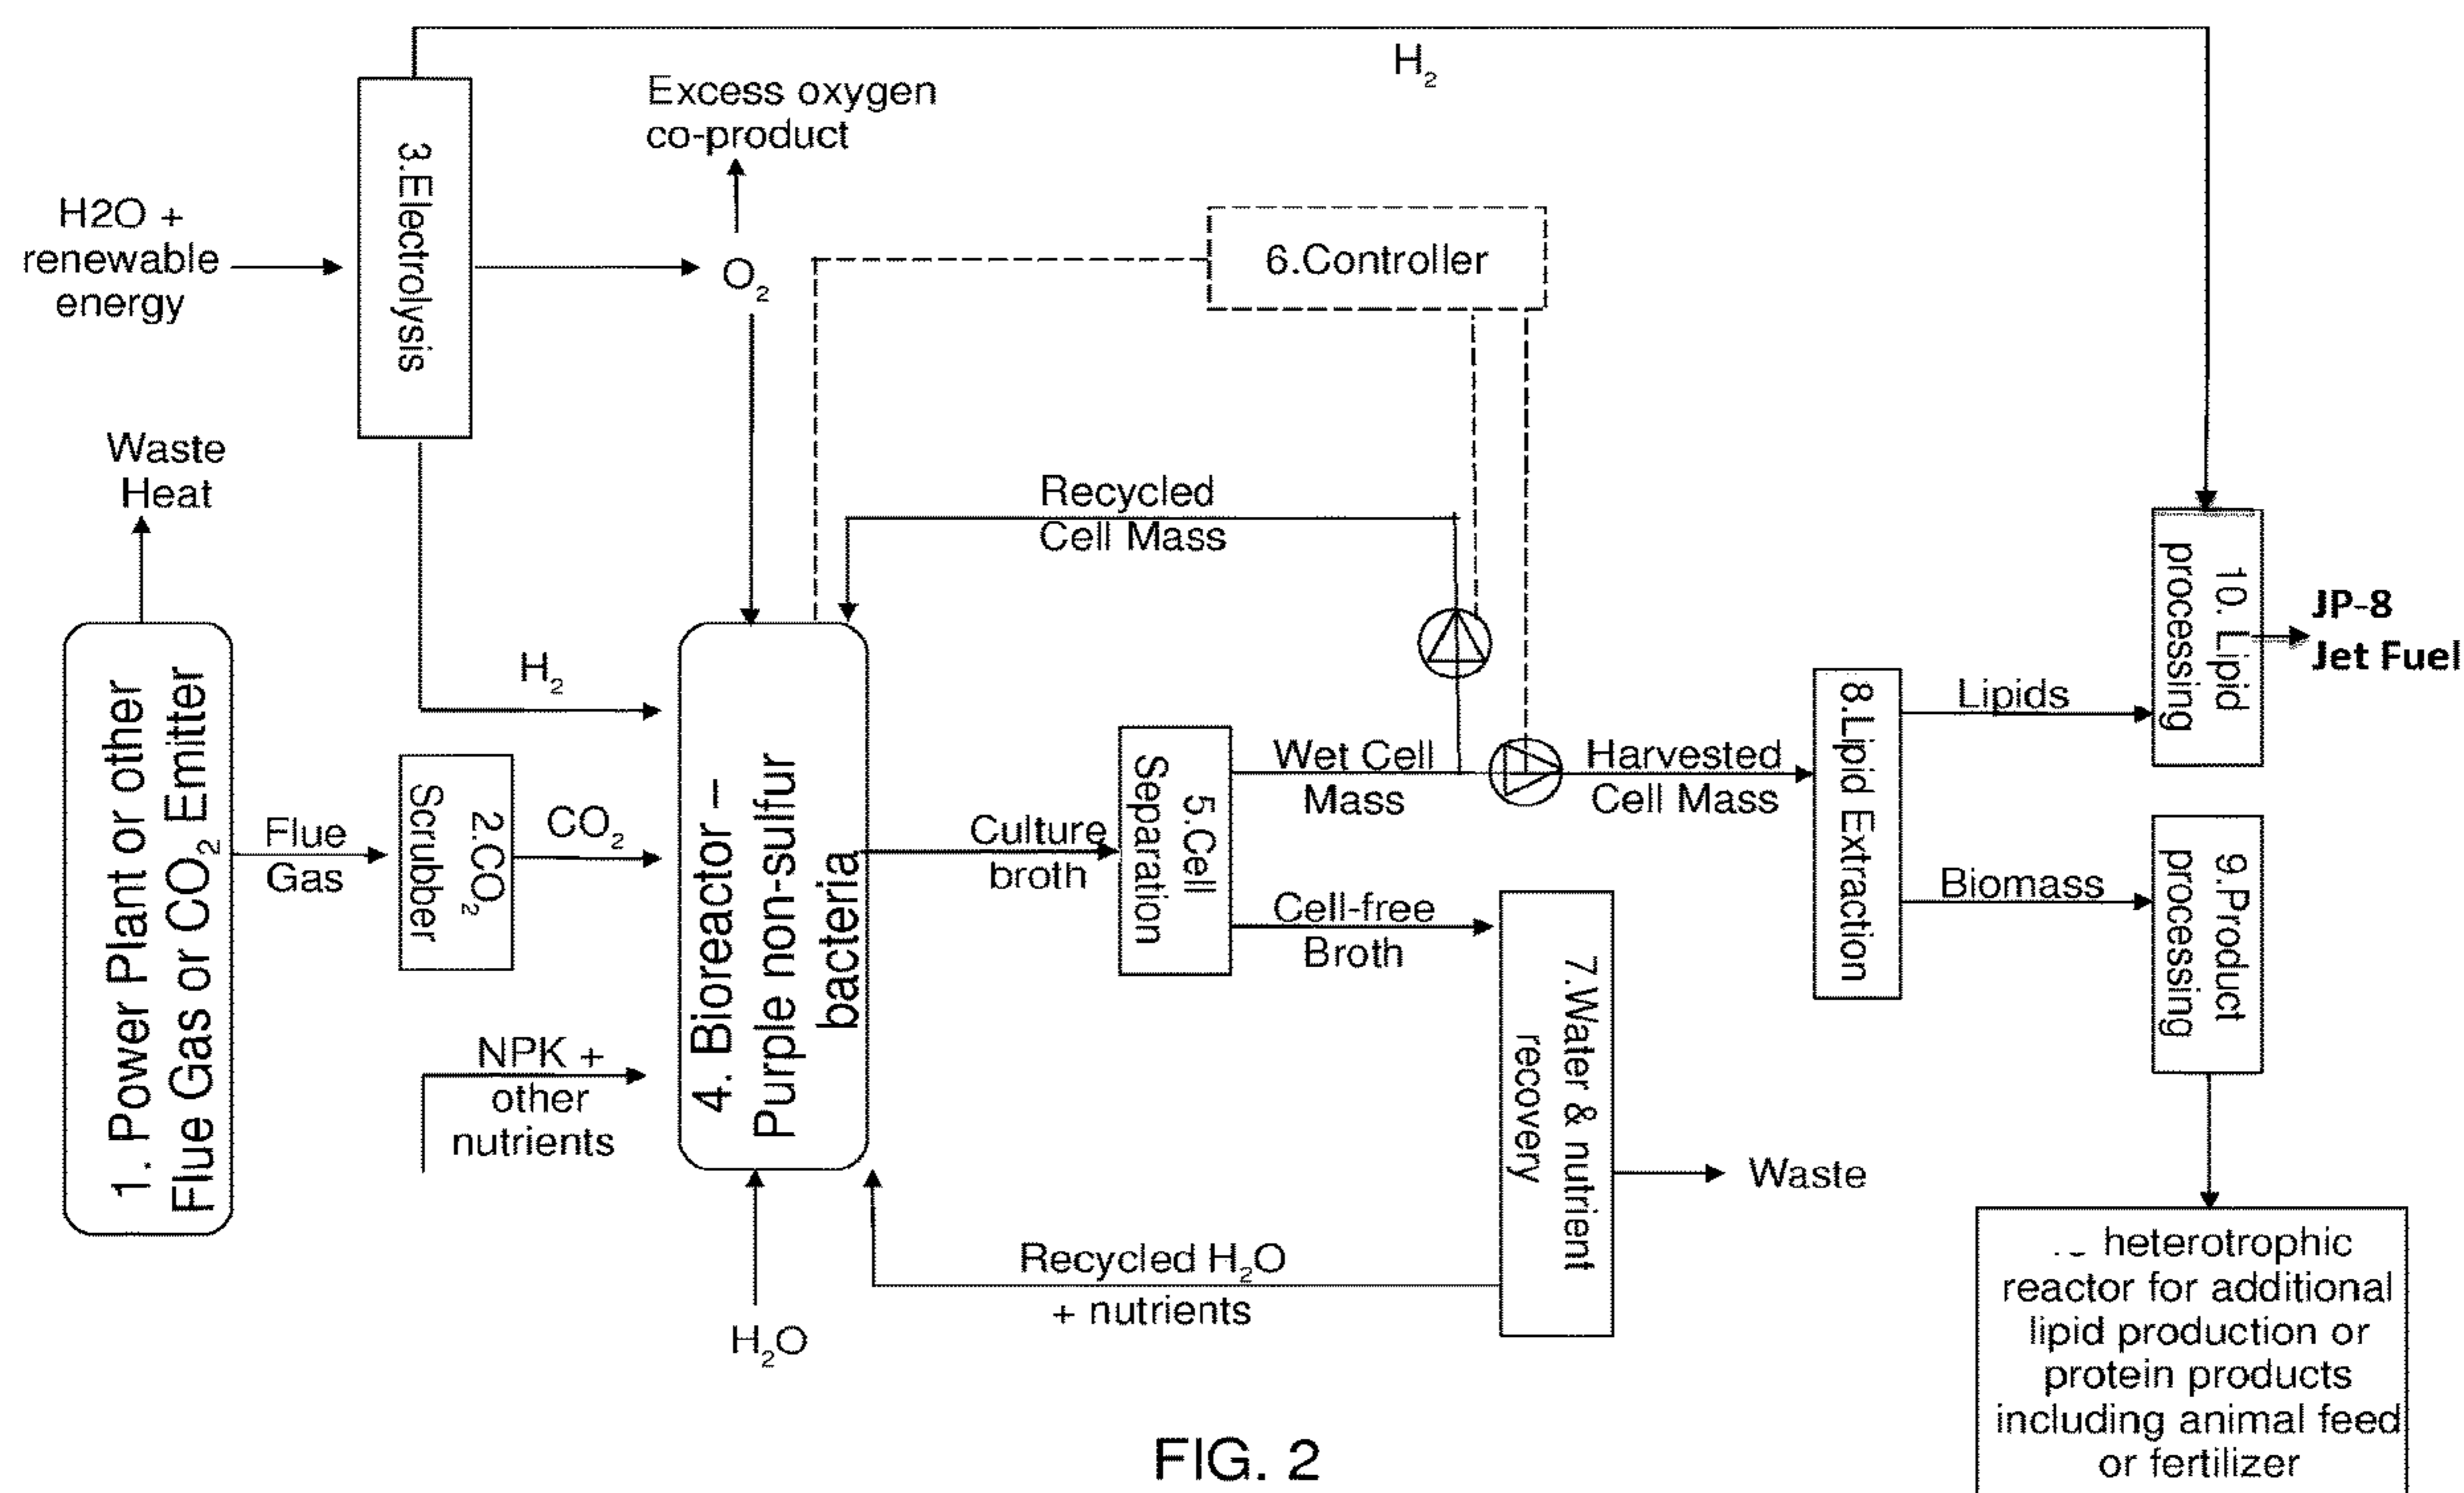 H₂
Excess oxygen
co-product
3.Electrolysis
H2O +
renewable
energy
O₂
6.Controller
Waste
Heat
Recycled
Cell Mass
10. Lipid
processing
JP-8
Jet Fuel
H₂
1. Power Plant or other
Flue Gas or CO₂ Emitter
Flue
Gas
2.CO₂
Scrubber
CO₂
4. Bioreactor –
Purple non-sulfur
bacteria
Culture
broth
5.Cell
Separation
Wet Cell
Mass
Harvested
Cell Mass
8.Lipid Extraction
Lipids
Biomass
9.Product
processing
Cell-free
Broth
7.Water & nutrient
recovery
NPK +
other
nutrients
Waste
Recycled H₂O
+ nutrients
H₂O
heterotrophic
reactor for additional
lipid production or
protein products
including animal feed
or fertilizer
FIG. 2